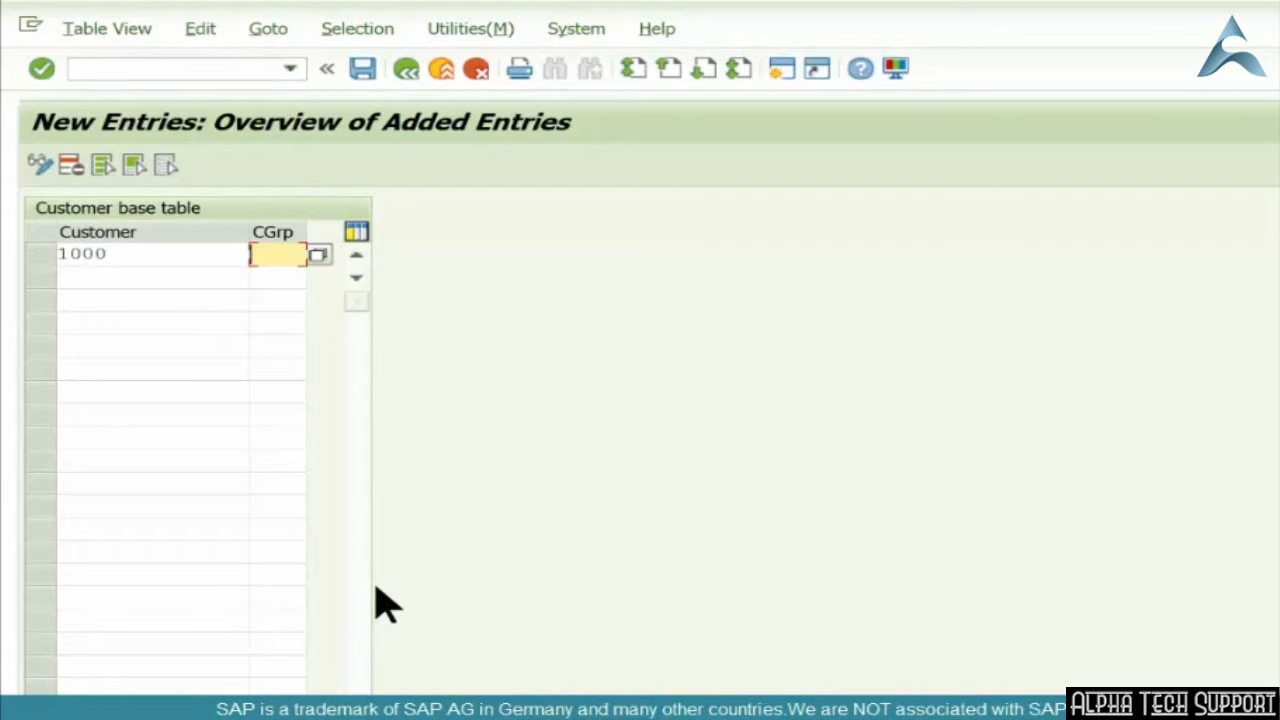 Table View Edit Goto Selection Utilities(M) System Help
New Entries: Overview of Added Entries
Customer base table
Customer CGrp
1000
SAP is a trademark of SAP AG in Germany and many other countries.We are NOT associated with SAP
ALPHA TECH SUPPORT